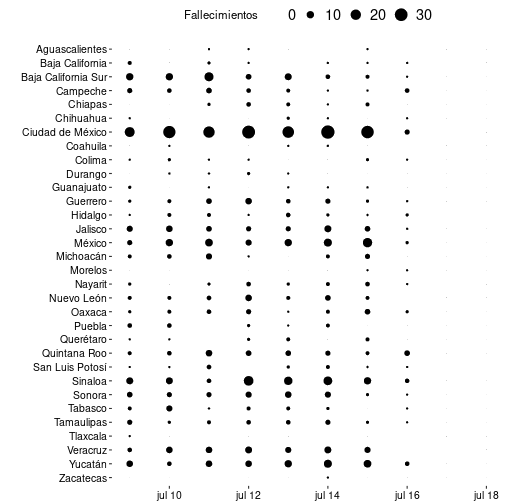 Fallecimientos 0 10 20 30
Aguascalientes
Baja California
Baja California Sur
Campeche
Chiapas
Chihuahua
Ciudad de México
Coahuila
Colima
Durango
Guanajuato
Guerrero
Hidalgo
Jalisco
México
Michoacán
Morelos
Nayarit
Nuevo León
Oaxaca
Puebla
Querétaro
Quintana Roo
San Luis Potosí
Sinaloa
Sonora
Tabasco
Tamaulipas
Tlaxcala
Veracruz
Yucatán
Zacatecas
jul 10 jul 12 jul 14 jul 16 jul 18